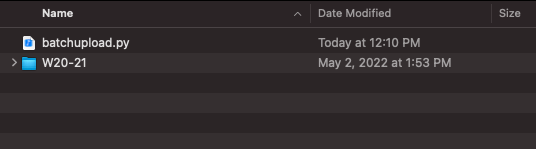 Name Date Modified Size
batchupload.py Today at 12:10 PM
W20-21 May 2, 2022 at 1:53 PM